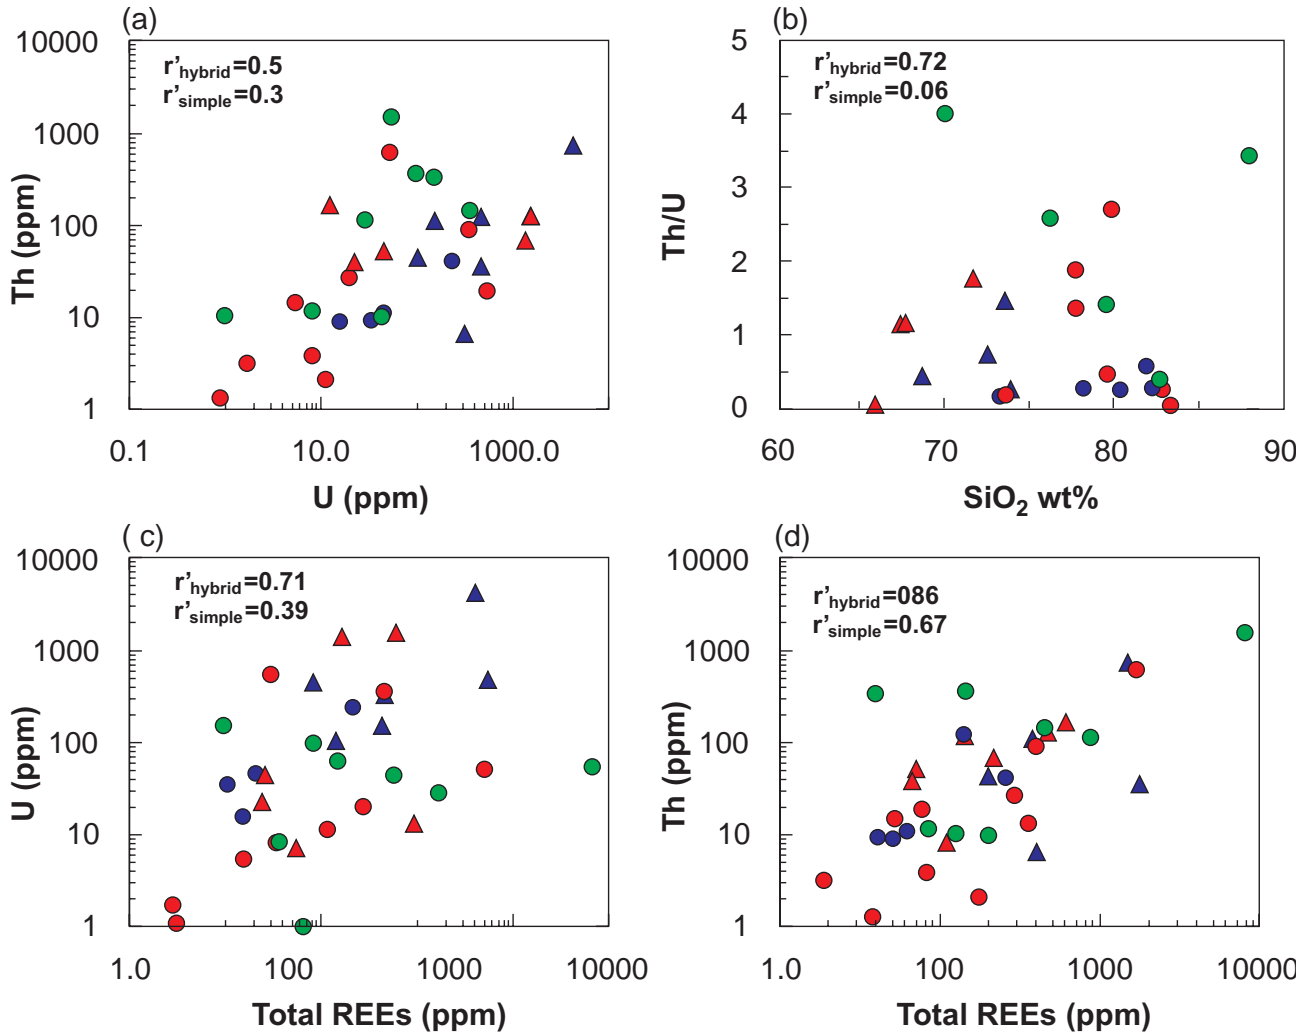 (a)
r’hybrid=0.5
r’simple=0.3
10000
1000
100
10
1
Th (ppm)
0.1 10.0 1000.0
U (ppm)
(b)
r’hybrid=0.72
r’simple=0.06
5
4
3
2
1
0
Th/U
60 70 80 90
SiO2 wt%
( c)
r’hybrid=0.71
r’simple=0.39
10000
1000
100
10
1
U (ppm)
1.0 100 1000 10000
Total REEs (ppm)
(d)
r’hybrid=086
r’simple=0.67
10000
1000
100
10
1
Th (ppm)
1.0 100 1000 10000
Total REEs (ppm)